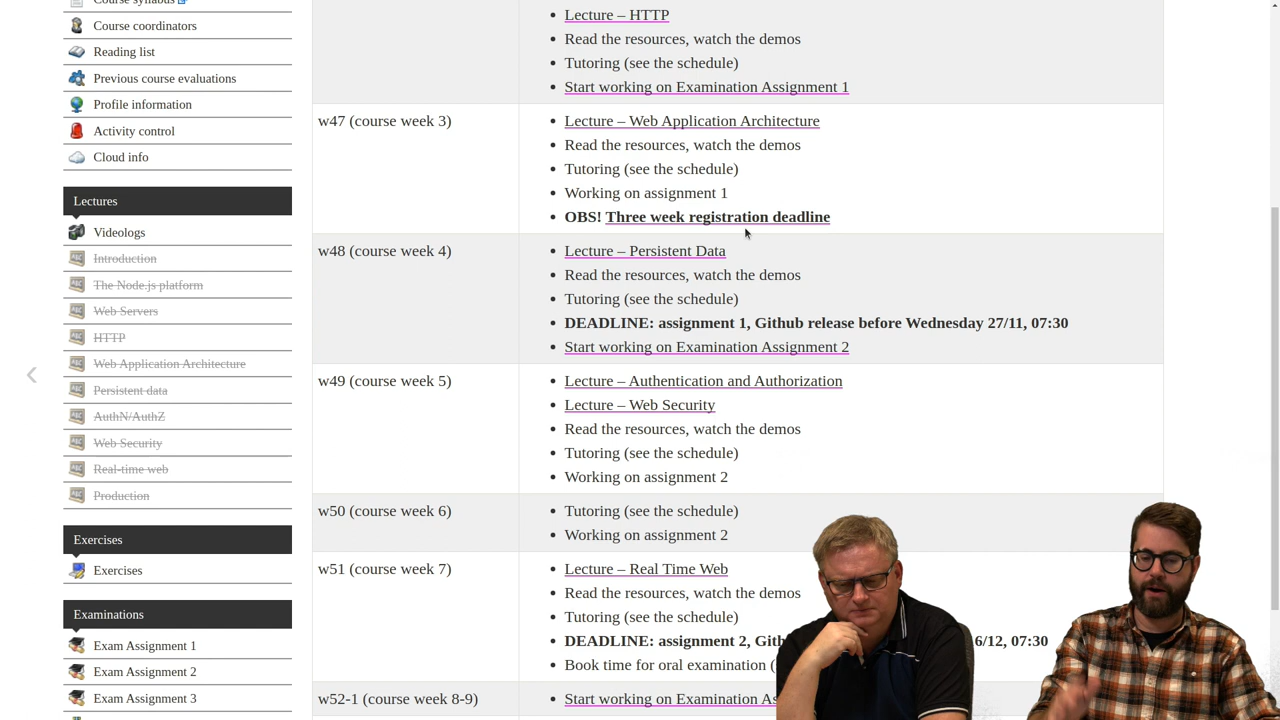 Course syllabus
Course coordinators
Reading list
Previous course evaluations
Profile information
Activity control
Cloud info
Lectures
Videologs
Introduction
The Node.js platform
Web Servers
HTTP
Web Application Architecture
Persistent data
AuthN/AuthZ
Web Security
Real-time web
Production
Exercises
Exercises
Examinations
Exam Assignment 1
Exam Assignment 2
Exam Assignment 3
Lecture – HTTP
Read the resources, watch the demos
Tutoring (see the schedule)
Start working on Examination Assignment 1
w47 (course week 3)
Lecture – Web Application Architecture
Read the resources, watch the demos
Tutoring (see the schedule)
Working on assignment 1
OBS! Three week registration deadline
w48 (course week 4)
Lecture – Persistent Data
Read the resources, watch the demos
Tutoring (see the schedule)
DEADLINE: assignment 1, Github release before Wednesday 27/11, 07:30
Start working on Examination Assignment 2
w49 (course week 5)
Lecture – Authentication and Authorization
Lecture – Web Security
Read the resources, watch the demos
Tutoring (see the schedule)
Working on assignment 2
w50 (course week 6)
Tutoring (see the schedule)
Working on assignment 2
w51 (course week 7)
Lecture – Real Time Web
Read the resources, watch the demos
Tutoring (see the schedule)
DEADLINE: assignment 2, Gith 6/12, 07:30
Book time for oral examination (
w52-1 (course week 8-9)
Start working on Examination As